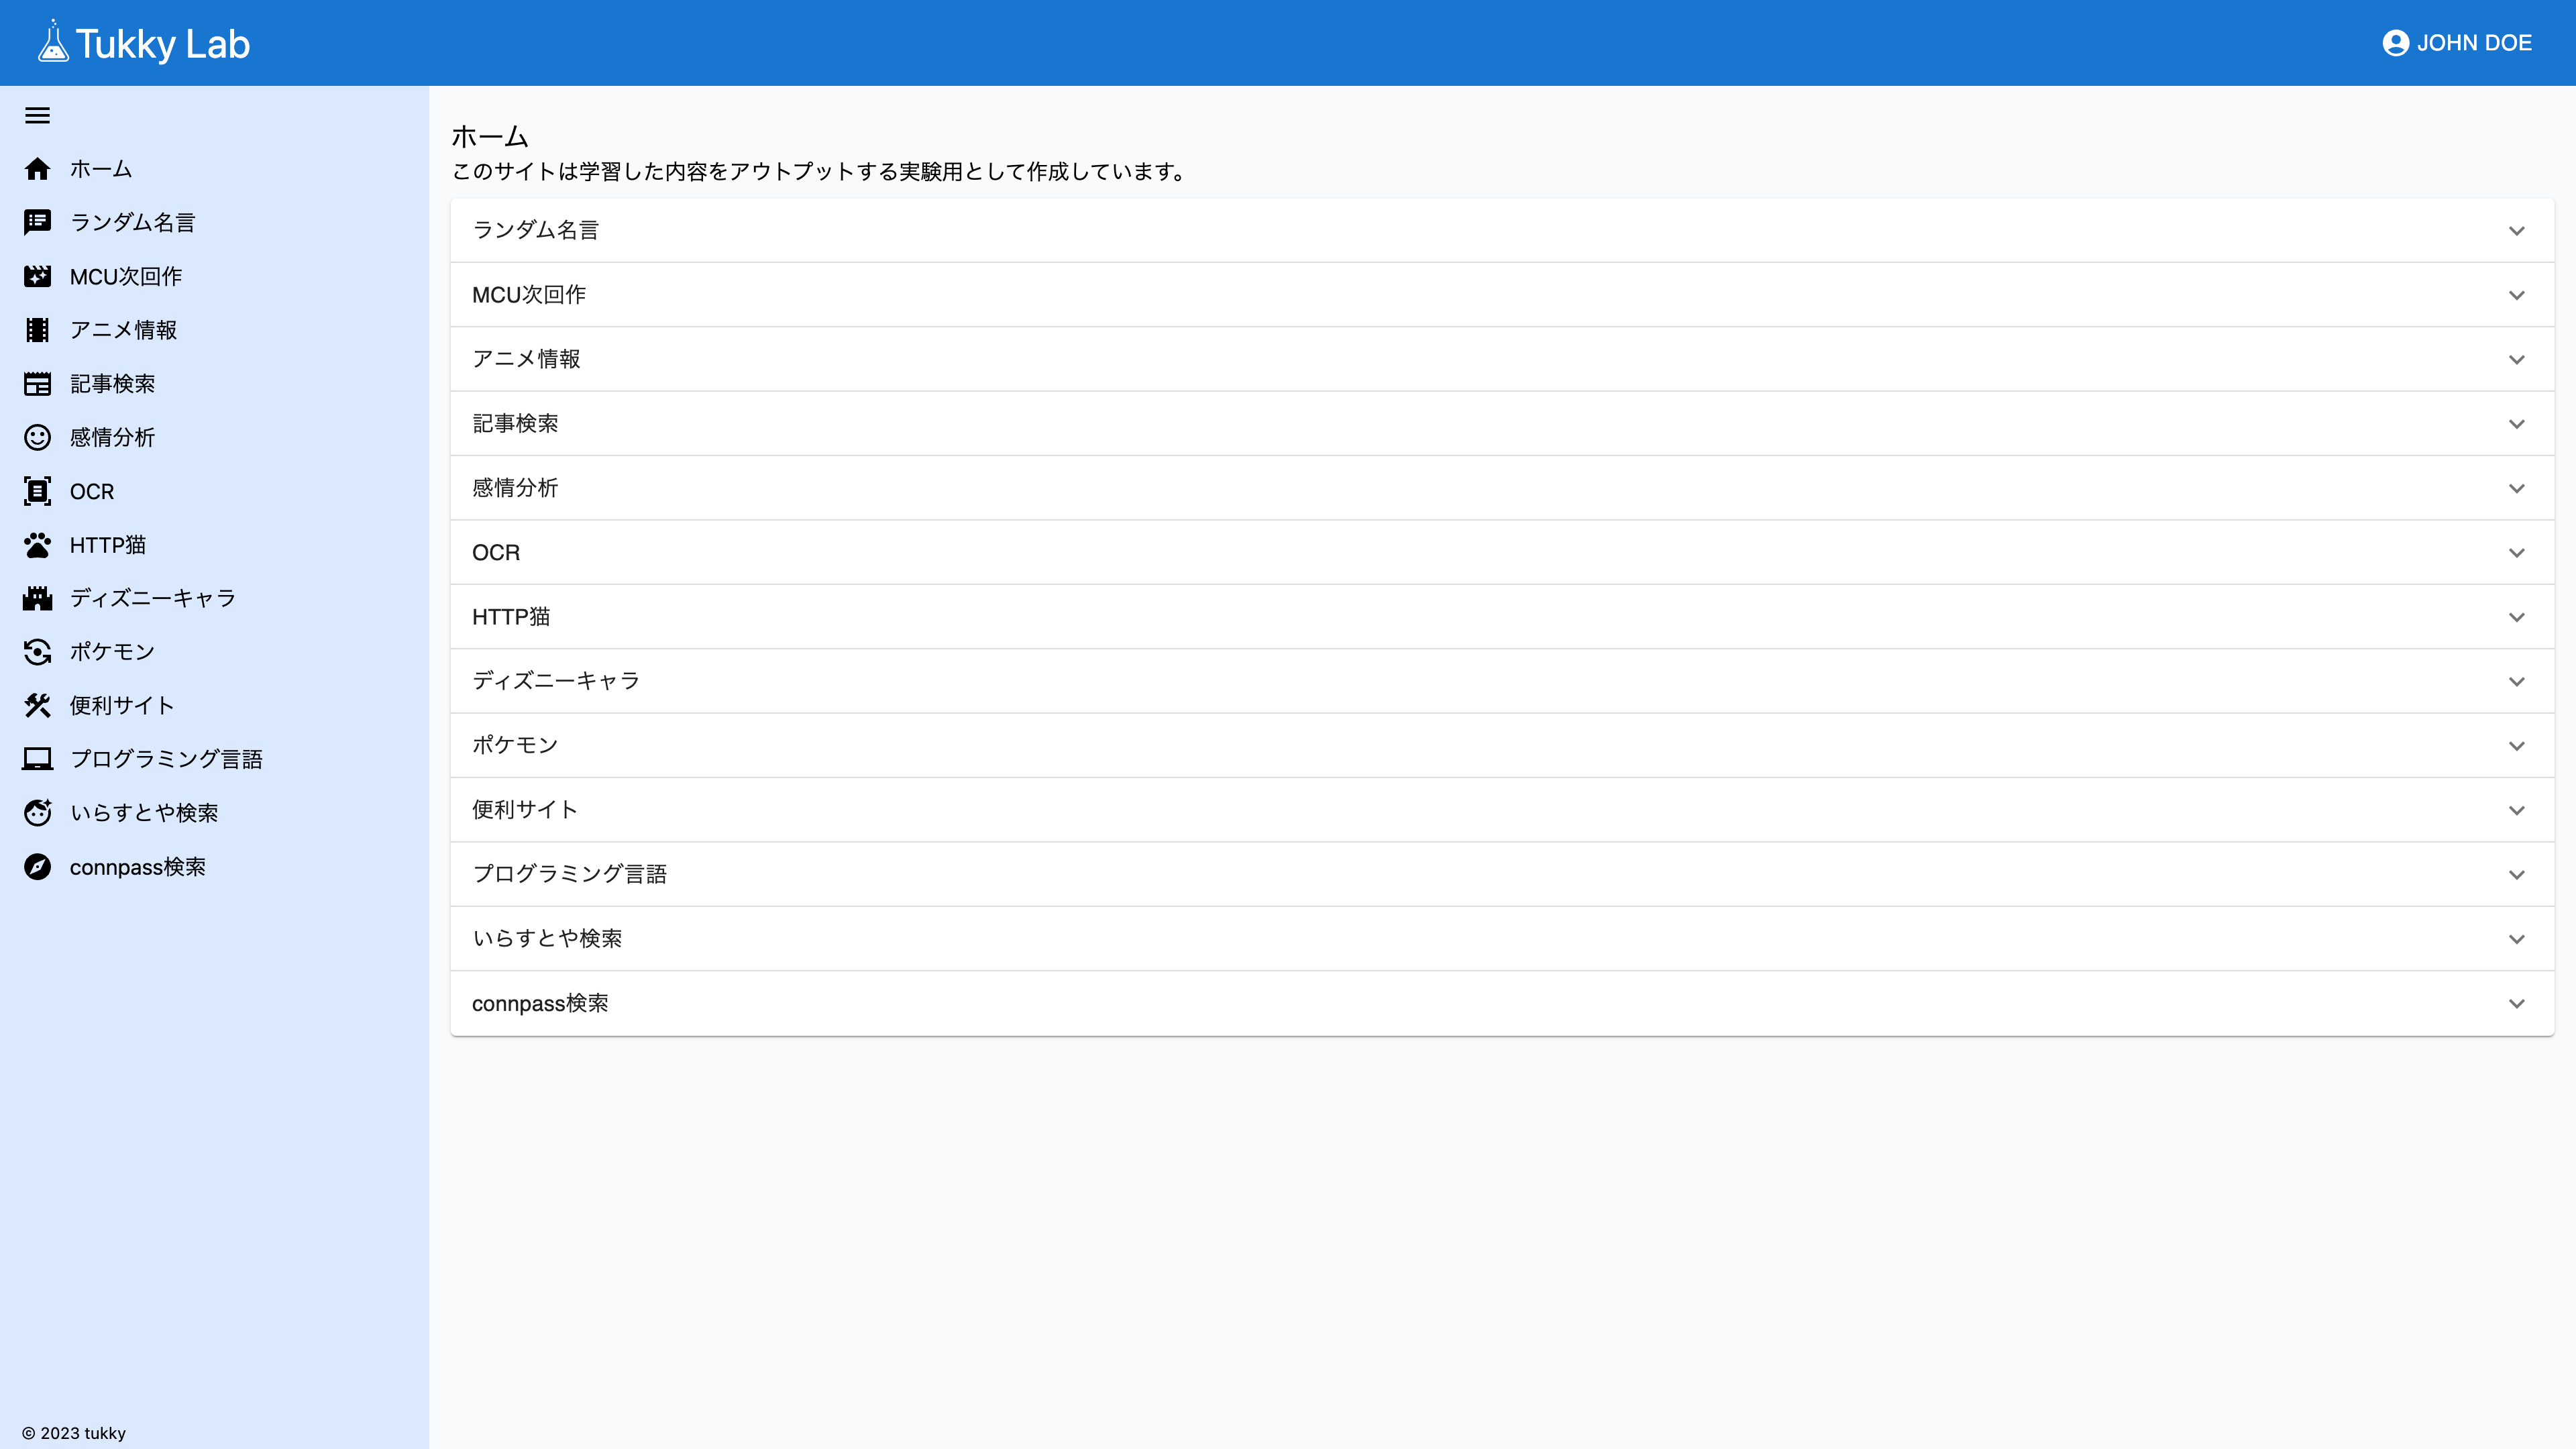 Tukky Lab
JOHN DOE
ホーム
ランダム名言
MCU次回作
アニメ情報
記事検索
感情分析
OCR
HTTP猫
ディズニーキャラ
ポケモン
便利サイト
プログラミング言語
いらすとや検索
connpass検索
© 2023 tukky
ホーム
このサイトは学習した内容をアウトプットする実験用として作成しています。
ランダム名言
MCU次回作
アニメ情報
記事検索
感情分析
OCR
HTTP猫
ディズニーキャラ
ポケモン
便利サイト
プログラミング言語
いらすとや検索
connpass検索